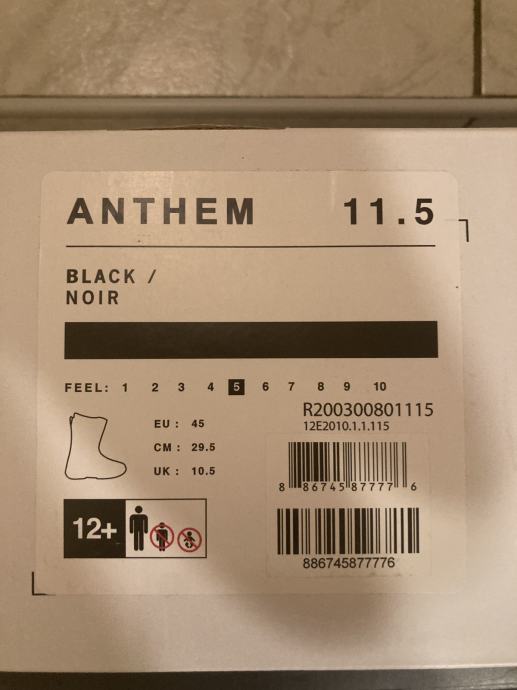 ANTHEM 11.5
BLACK /
NOIR
FEEL: 1 2 3 4 5 6 7 8 9 10
R200300801115
12E2010.1.1.115
EU : 45
CM : 29.5
UK : 10.5
8 86745 87777 6
12+
886745877776